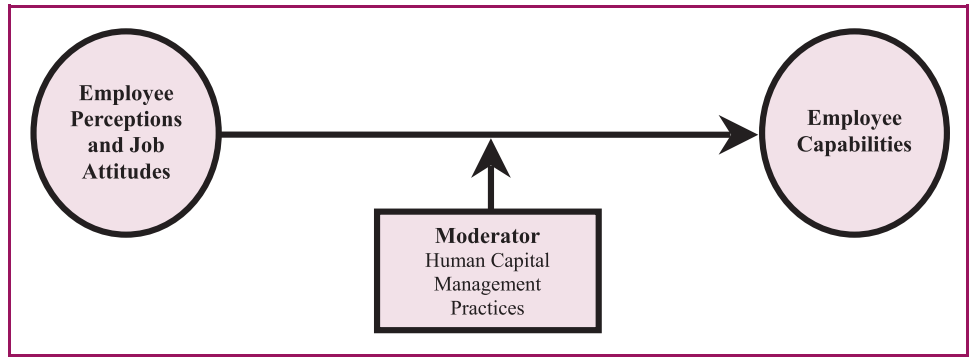 Employee
Perceptions
and Job
Attitudes
Employee
Capabilities
Moderator
Human Capital
Management
Practices